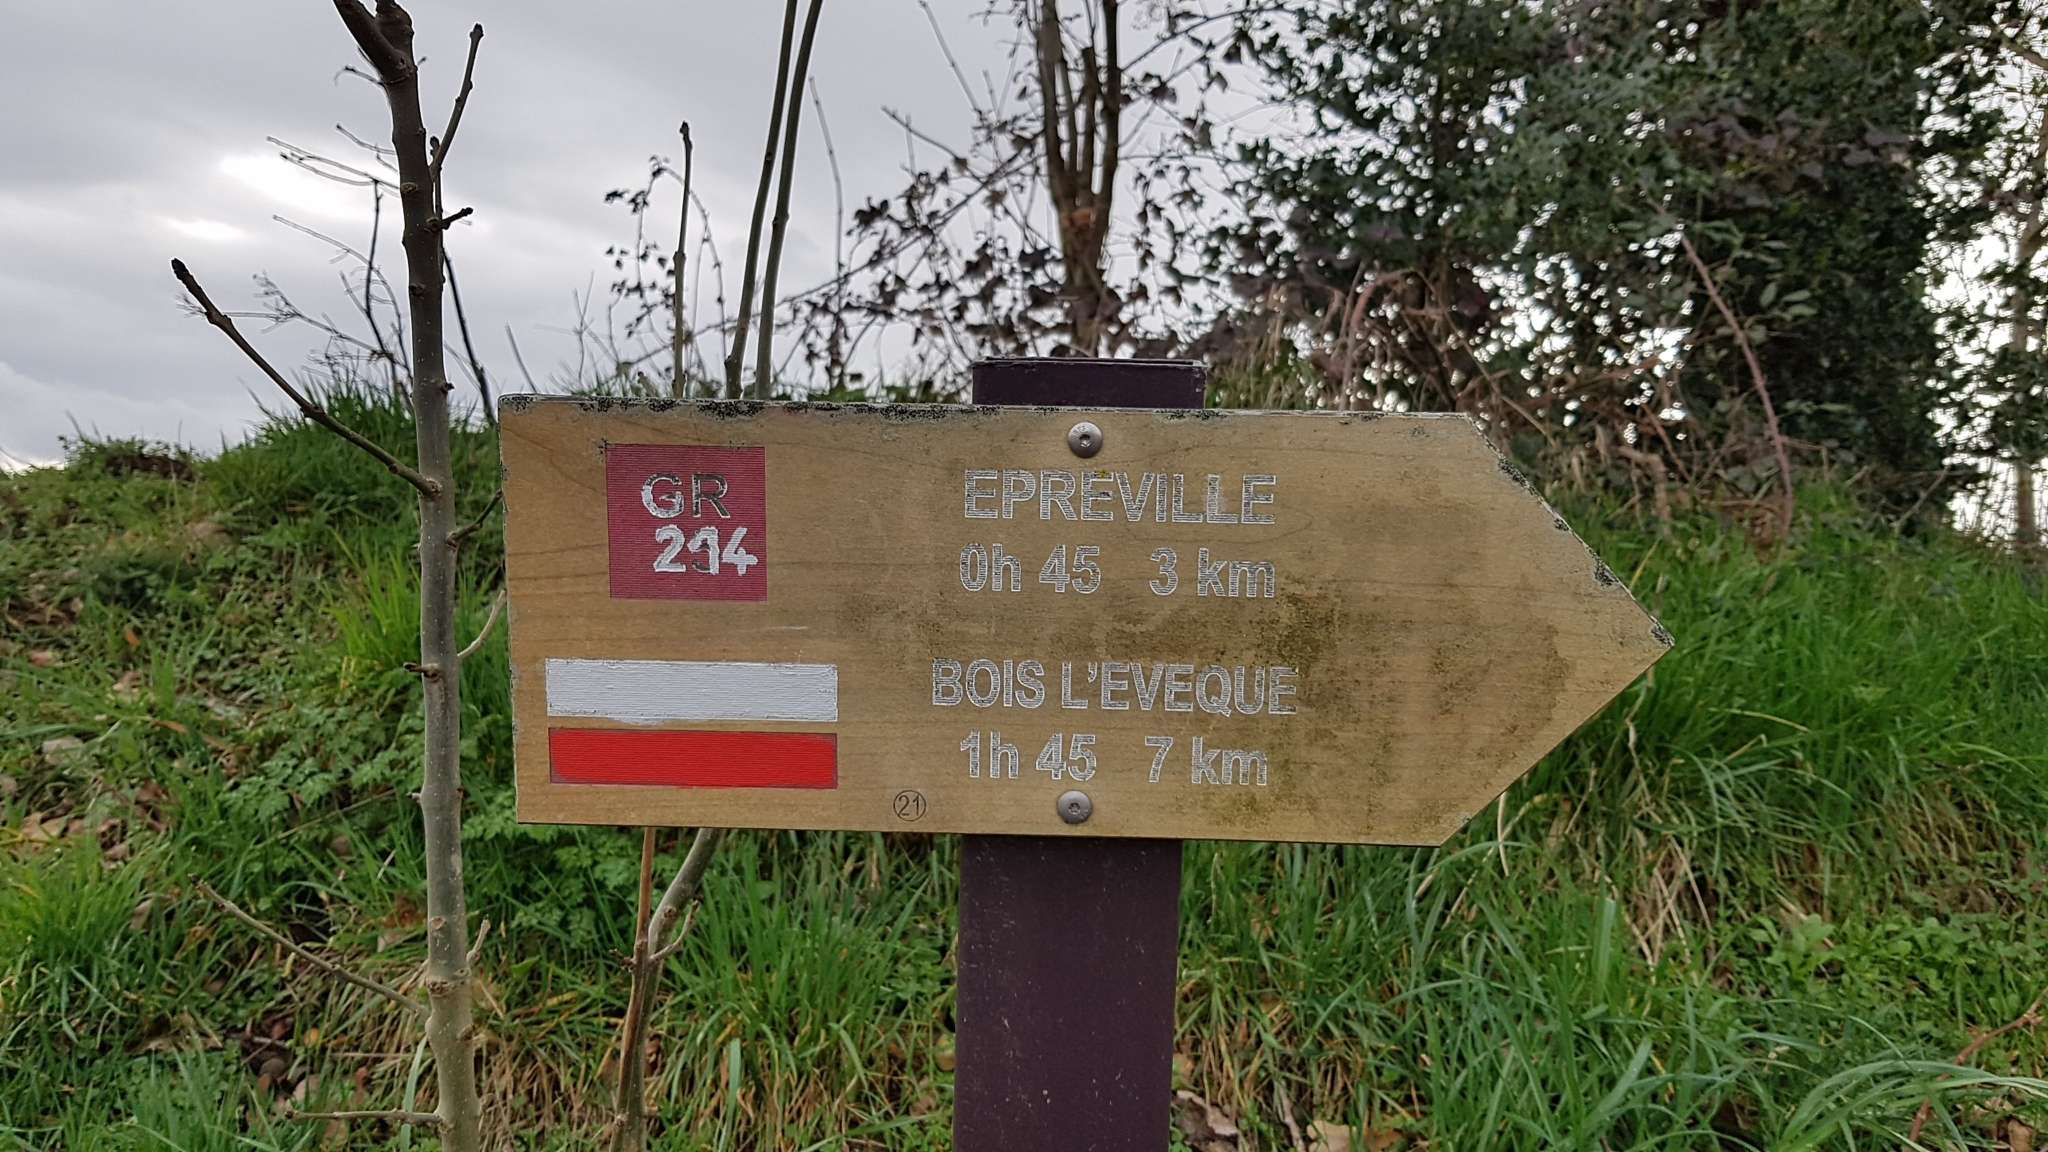 GR
214
EPREVILLE
0h 45 3 km
BOIS L'EVEQUE
1h 45 7 km
21